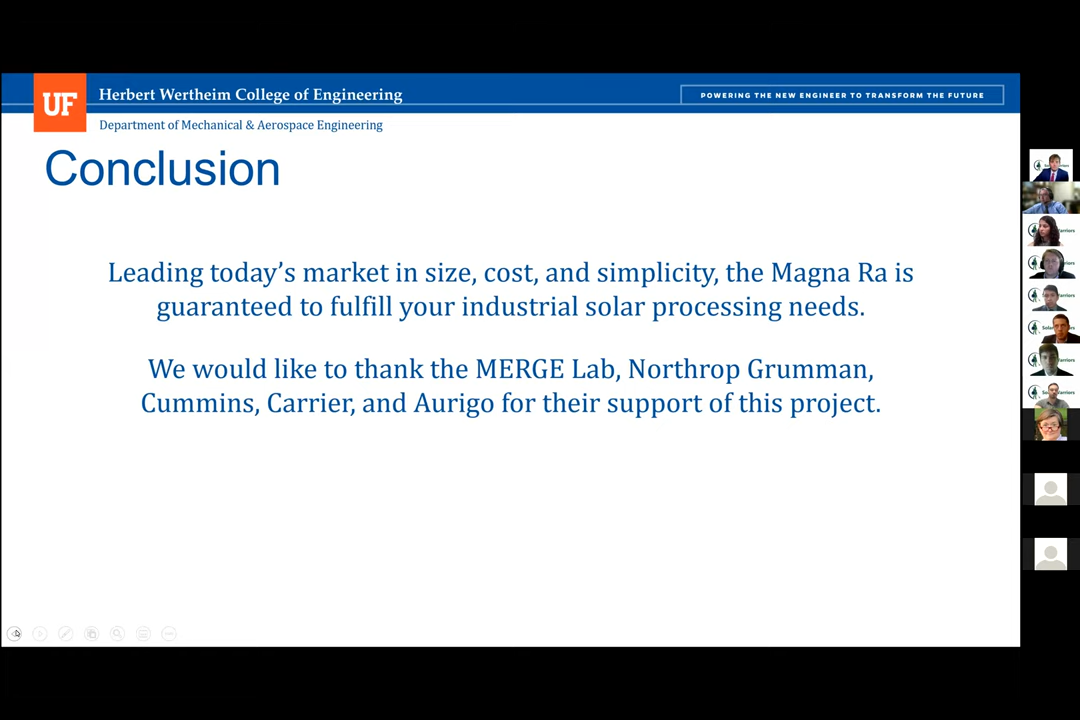 UF
Herbert Wertheim College of Engineering
POWERING THE NEW ENGINEER TO TRANSFORM THE FUTURE
Department of Mechanical & Aerospace Engineering
Conclusion
Leading today’s market in size, cost, and simplicity, the Magna Ra is
guaranteed to fulfill your industrial solar processing needs.
We would like to thank the MERGE Lab, Northrop Grumman,
Cummins, Carrier, and Aurigo for their support of this project.